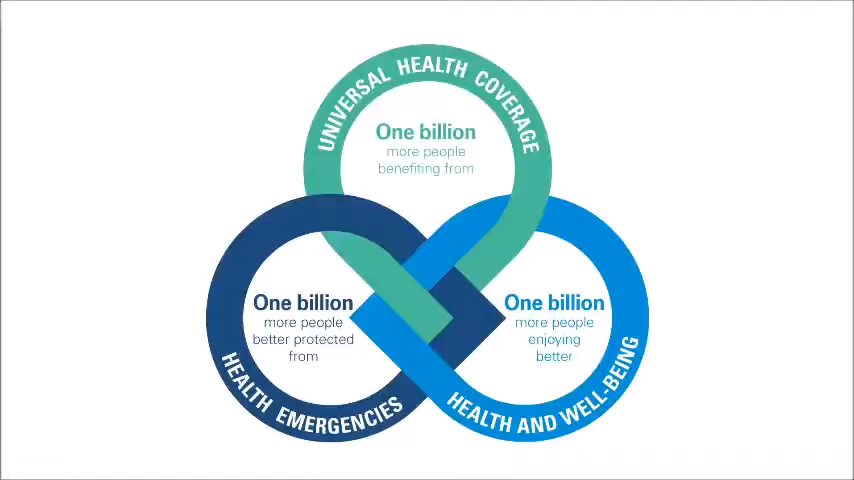 UNIVERSAL HEALTH COVERAGE
One billion
more people
benefiting from
One billion
more people
better protected
from
HEALTH EMERGENCIES
One billion
more people
enjoying
better
HEALTH AND WELL-BEING